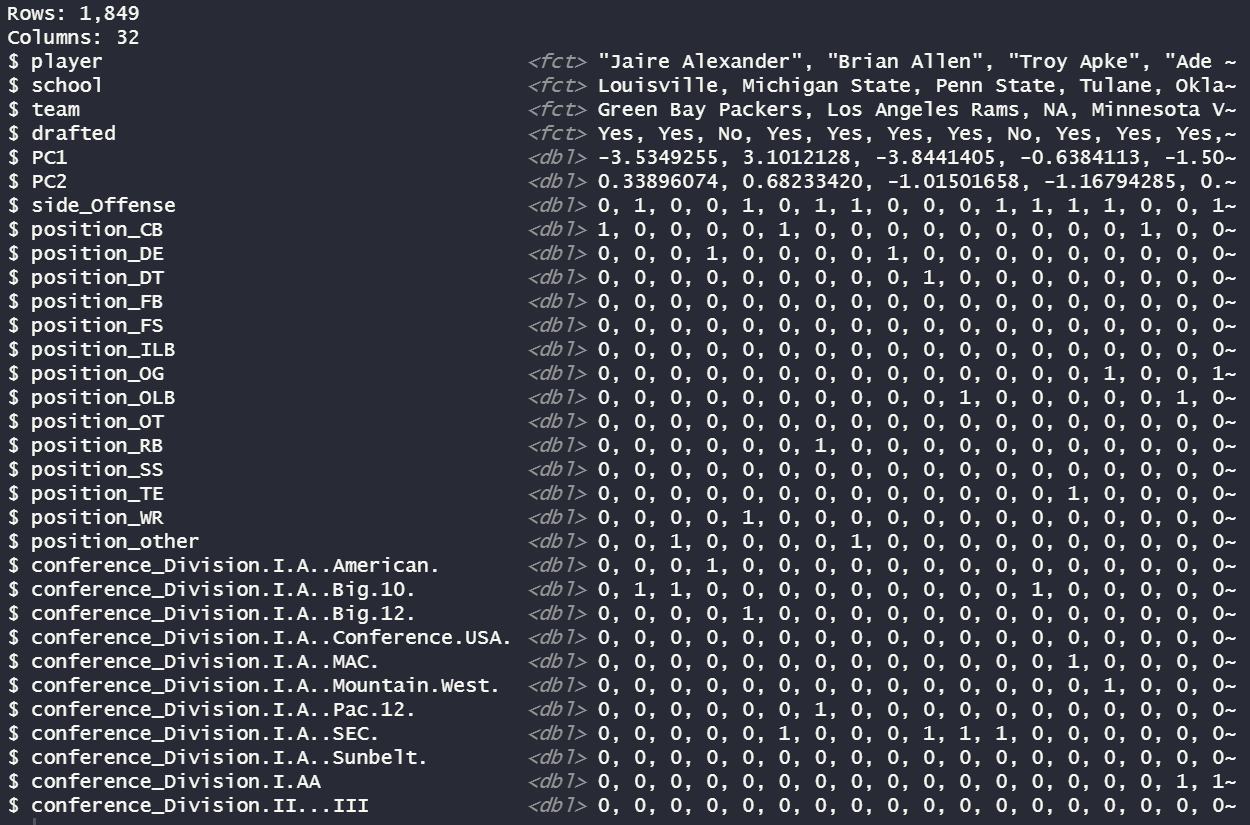 Rows: 1,849
Columns: 32
$ player <fct> "Jaire Alexander", "Brian Allen", "Troy Apke", "Ade ~
$ school <fct> Louisville, Michigan State, Penn State, Tulane, Okla~
$ team <fct> Green Bay Packers, Los Angeles Rams, NA, Minnesota V~
$ drafted <fct> Yes, Yes, No, Yes, Yes, Yes, Yes, No, Yes, Yes, Yes,~
$ PC1 <dbl> -3.5349255, 3.1012128, -3.8441405, -0.6384113, -1.50~
$ PC2 <dbl> 0.33896074, 0.68233420, -1.01501658, -1.16794285, 0.~
$ side_Offense <dbl> 0, 1, 0, 0, 1, 0, 1, 1, 0, 0, 0, 1, 1, 1, 1, 0, 0, 1~
$ position_CB <dbl> 1, 0, 0, 0, 0, 1, 0, 0, 0, 0, 0, 0, 0, 0, 0, 1, 0, 0~
$ position_DE <dbl> 0, 0, 0, 1, 0, 0, 0, 0, 1, 0, 0, 0, 0, 0, 0, 0, 0, 0~
$ position_DT <dbl> 0, 0, 0, 0, 0, 0, 0, 0, 0, 1, 0, 0, 0, 0, 0, 0, 0, 0~
$ position_FB <dbl> 0, 0, 0, 0, 0, 0, 0, 0, 0, 0, 0, 0, 0, 0, 0, 0, 0, 0~
$ position_FS <dbl> 0, 0, 0, 0, 0, 0, 0, 0, 0, 0, 0, 0, 0, 0, 0, 0, 0, 0~
$ position_ILB <dbl> 0, 0, 0, 0, 0, 0, 0, 0, 0, 0, 0, 0, 0, 0, 0, 0, 0, 0~
$ position_OG <dbl> 0, 0, 0, 0, 0, 0, 0, 0, 0, 0, 0, 0, 0, 0, 1, 0, 0, 1~
$ position_OLB <dbl> 0, 0, 0, 0, 0, 0, 0, 0, 0, 0, 1, 0, 0, 0, 0, 0, 1, 0~
$ position_OT <dbl> 0, 0, 0, 0, 0, 0, 0, 0, 0, 0, 0, 0, 0, 0, 0, 0, 0, 0~
$ position_RB <dbl> 0, 0, 0, 0, 0, 0, 1, 0, 0, 0, 0, 0, 0, 0, 0, 0, 0, 0~
$ position_SS <dbl> 0, 0, 0, 0, 0, 0, 0, 0, 0, 0, 0, 0, 0, 0, 0, 0, 0, 0~
$ position_TE <dbl> 0, 0, 0, 0, 0, 0, 0, 0, 0, 0, 0, 0, 0, 1, 0, 0, 0, 0~
$ position_WR <dbl> 0, 0, 0, 0, 1, 0, 0, 0, 0, 0, 0, 0, 0, 0, 0, 0, 0, 0~
$ position_other <dbl> 0, 0, 1, 0, 0, 0, 0, 1, 0, 0, 0, 0, 0, 0, 0, 0, 0, 0~
$ conference_Division.I.A..American. <dbl> 0, 0, 0, 1, 0, 0, 0, 0, 0, 0, 0, 0, 0, 0, 0, 0, 0, 0~
$ conference_Division.I.A..Big.10. <dbl> 0, 1, 1, 0, 0, 0, 0, 0, 0, 0, 0, 0, 1, 0, 0, 0, 0, 0~
$ conference_Division.I.A..Big.12. <dbl> 0, 0, 0, 0, 1, 0, 0, 0, 0, 0, 0, 0, 0, 0, 0, 0, 0, 0~
$ conference_Division.I.A..Conference.USA. <dbl> 0, 0, 0, 0, 0, 0, 0, 0, 0, 0, 0, 0, 0, 0, 0, 0, 0, 0~
$ conference_Division.I.A..MAC. <dbl> 0, 0, 0, 0, 0, 0, 0, 0, 0, 0, 0, 0, 0, 1, 0, 0, 0, 0~
$ conference_Division.I.A..Mountain.West. <dbl> 0, 0, 0, 0, 0, 0, 0, 0, 0, 0, 0, 0, 0, 0, 1, 0, 0, 0~
$ conference_Division.I.A..Pac.12. <dbl> 0, 0, 0, 0, 0, 0, 1, 0, 0, 0, 0, 0, 0, 0, 0, 0, 0, 0~
$ conference_Division.I.A..SEC. <dbl> 0, 0, 0, 0, 0, 1, 0, 0, 0, 1, 1, 1, 0, 0, 0, 0, 0, 0~
$ conference_Division.I.A..Sunbelt. <dbl> 0, 0, 0, 0, 0, 0, 0, 0, 0, 0, 0, 0, 0, 0, 0, 0, 0, 0~
$ conference_Division.I.AA <dbl> 0, 0, 0, 0, 0, 0, 0, 0, 0, 0, 0, 0, 0, 0, 0, 0, 1, 1~
$ conference_Division.II...III <dbl> 0, 0, 0, 0, 0, 0, 0, 0, 0, 0, 0, 0, 0, 0, 0, 0, 0, 0~